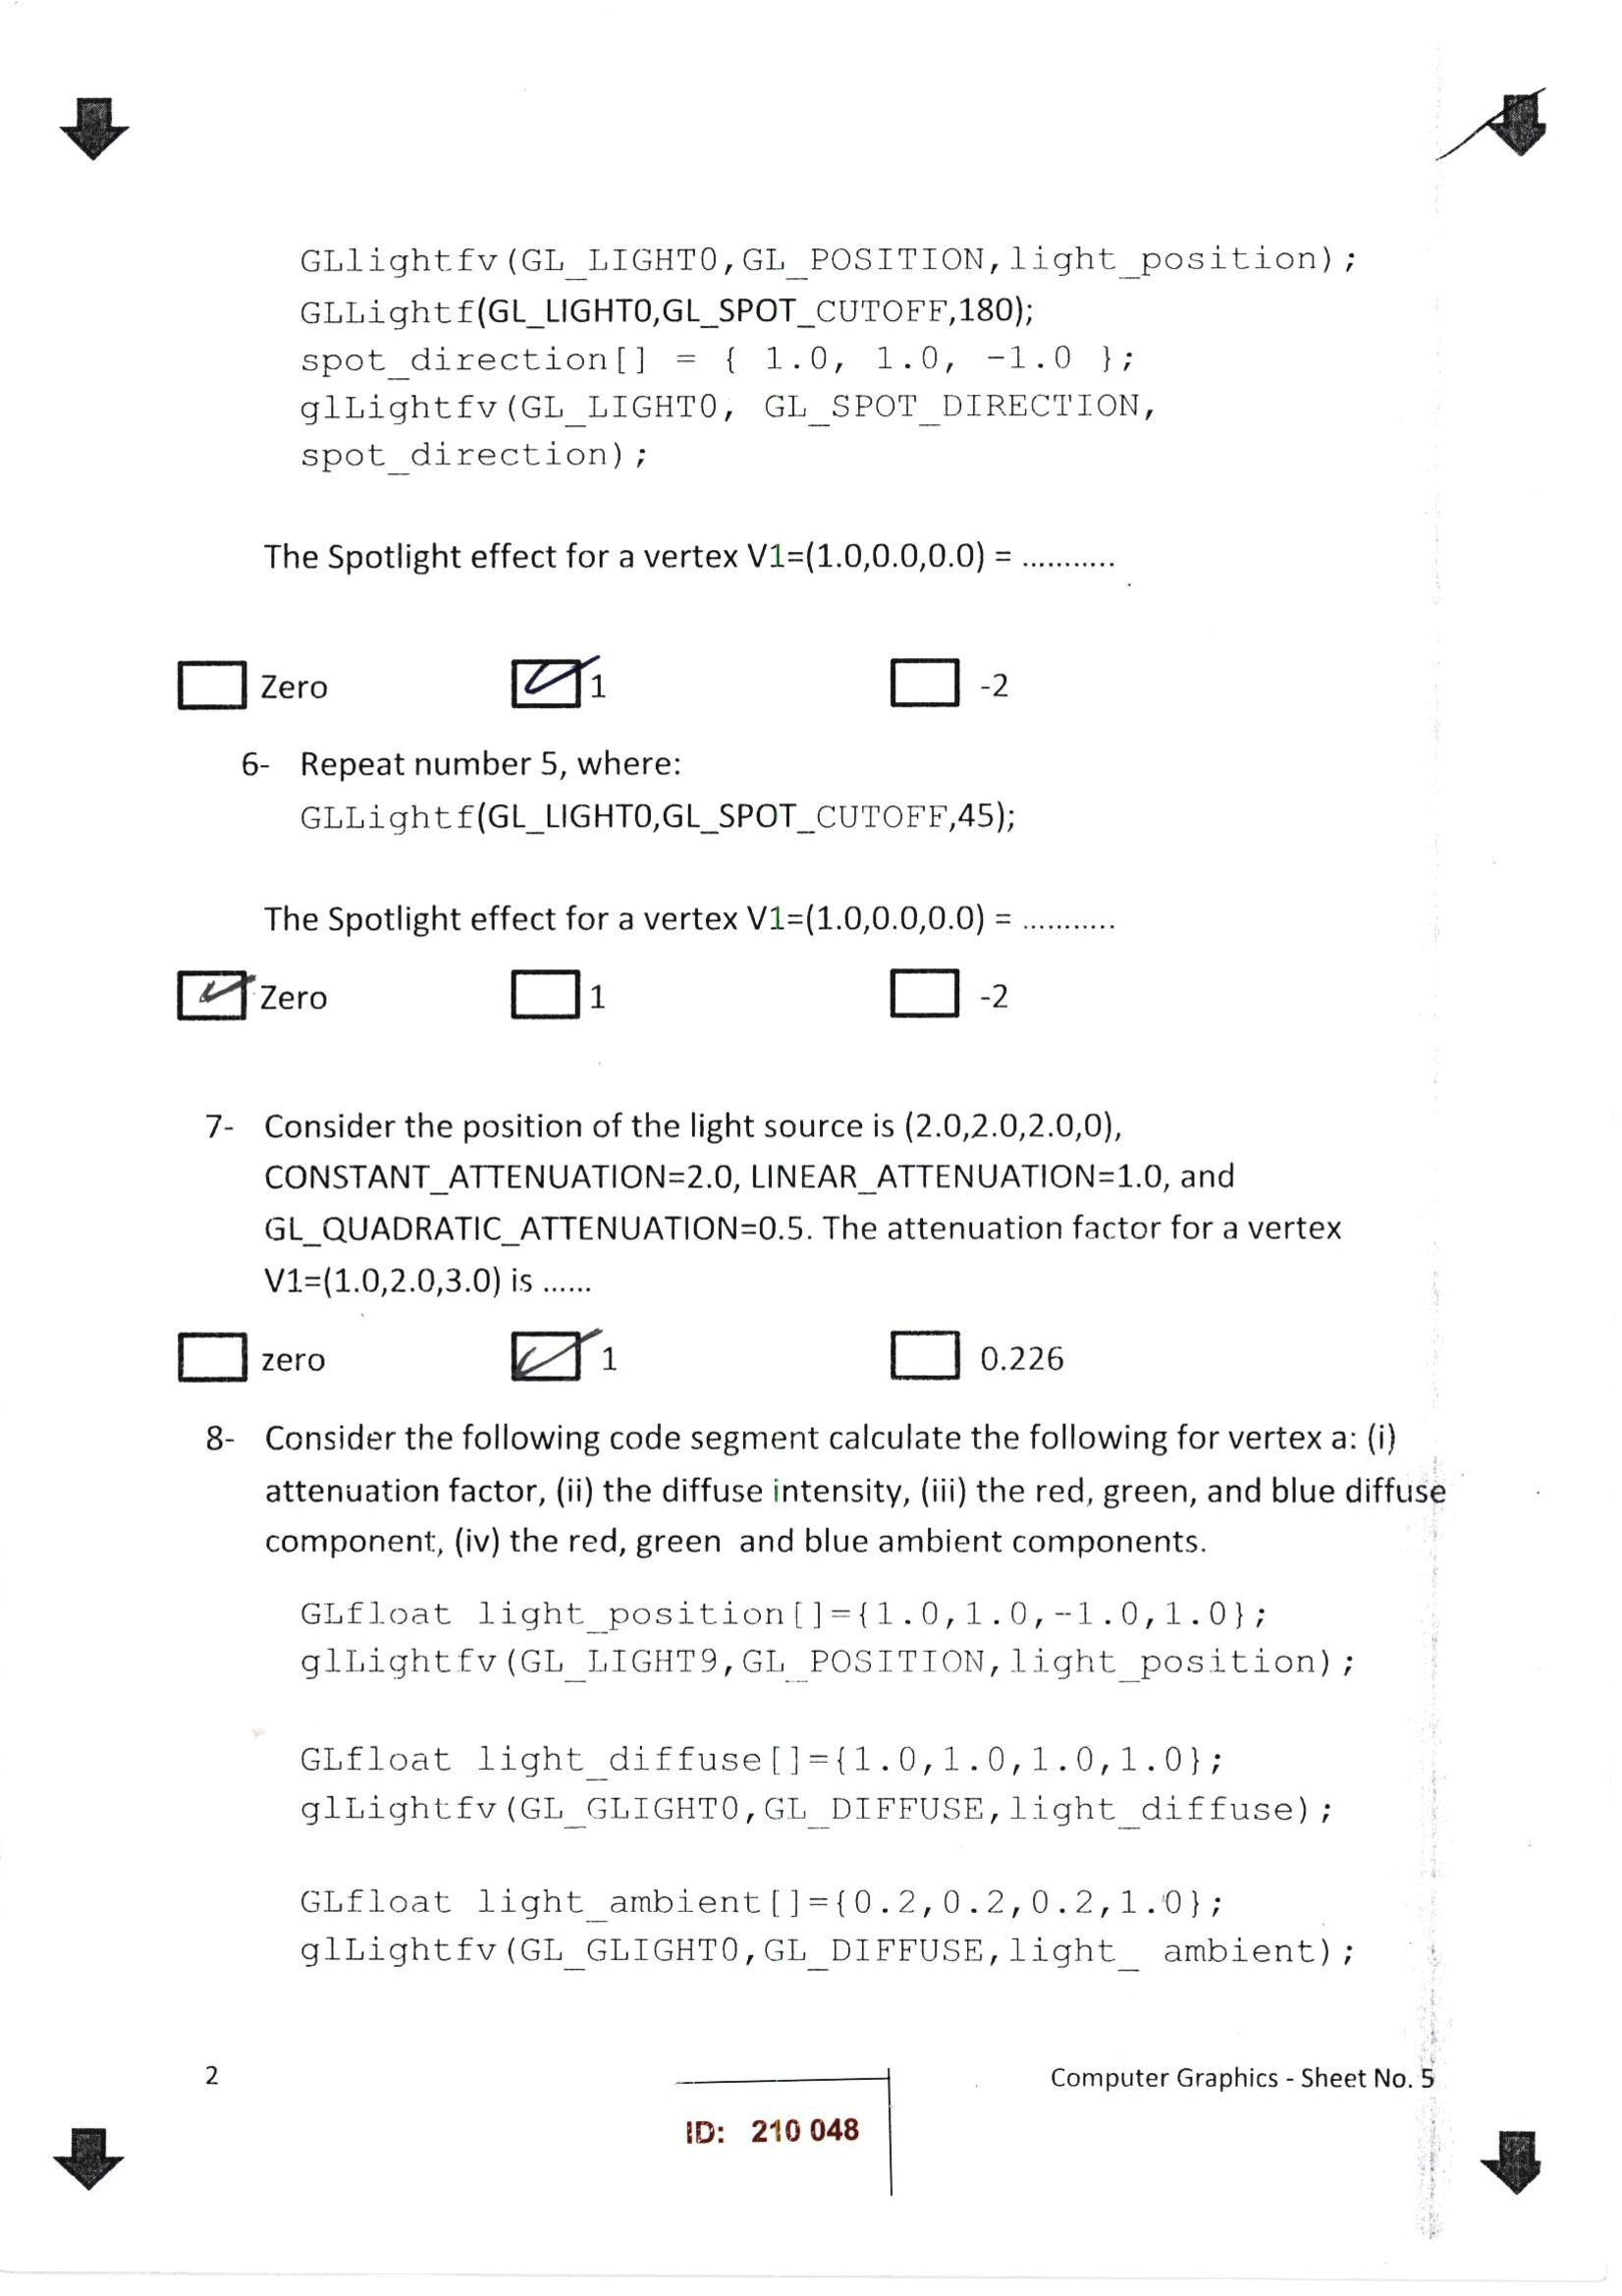 GLlightfv(GL_LIGHT0,GL_POSITION,light_position);
GLLightf(GL_LIGHT0,GL_SPOT_CUTOFF,180);
spot_direction[] = { 1.0, 1.0, -1.0 };
glLightfv(GL_LIGHT0, GL_SPOT_DIRECTION,
spot_direction);
The Spotlight effect for a vertex V1=(1.0,0.0,0.0) = ...........
Zero 1 -2
6- Repeat number 5, where:
GLLightf(GL_LIGHT0,GL_SPOT_CUTOFF,45);
The Spotlight effect for a vertex V1=(1.0,0.0,0.0) = ...........
Zero 1 -2
7- Consider the position of the light source is (2.0,2.0,2.0,0),
CONSTANT_ATTENUATION=2.0, LINEAR_ATTENUATION=1.0, and
GL_QUADRATIC_ATTENUATION=0.5. The attenuation factor for a vertex
V1=(1.0,2.0,3.0) is ......
zero 1 0.226
8- Consider the following code segment calculate the following for vertex a: (i)
attenuation factor, (ii) the diffuse intensity, (iii) the red, green, and blue diffuse
component, (iv) the red, green and blue ambient components.
GLfloat light_position[]={1.0,1.0,-1.0,1.0};
glLightfv(GL_LIGHT9,GL_POSITION,light_position);
GLfloat light_diffuse[]={1.0,1.0,1.0,1.0};
glLightfv(GL_GLIGHT0,GL_DIFFUSE,light_diffuse);
GLfloat light_ambient[]={0.2,0.2,0.2,1.0};
glLightfv(GL_GLIGHT0,GL_DIFFUSE,light_ ambient);
2 Computer Graphics - Sheet No. 5
ID: 210 048